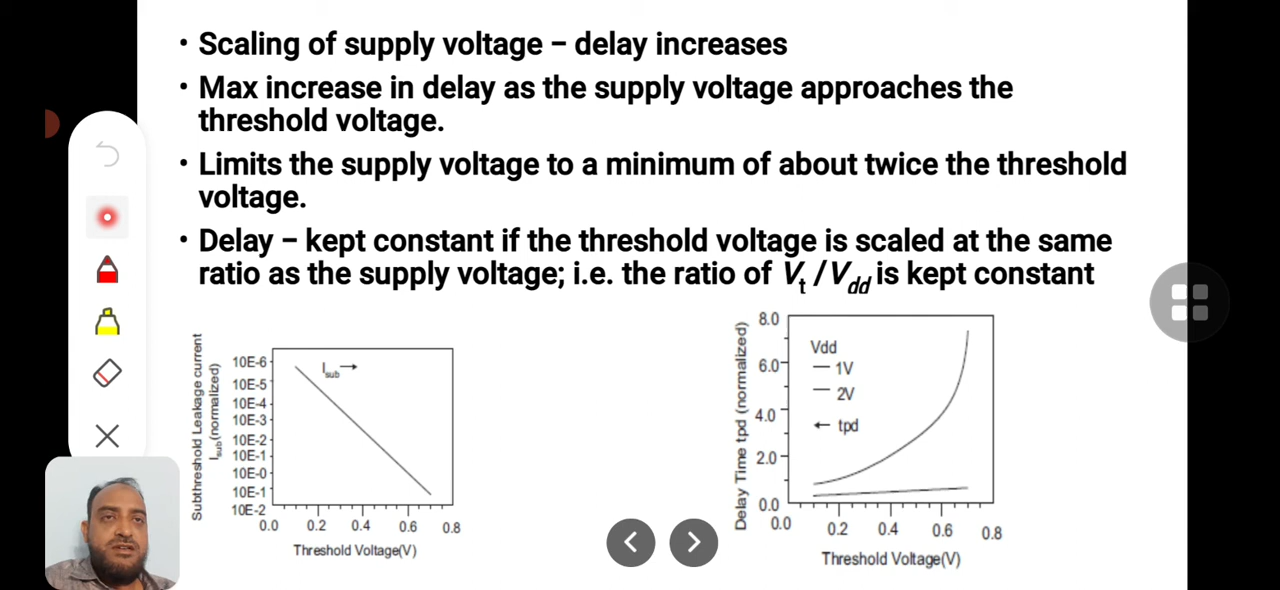 • Scaling of supply voltage – delay increases
• Max increase in delay as the supply voltage approaches the
threshold voltage.
• Limits the supply voltage to a minimum of about twice the threshold
voltage.
• Delay – kept constant if the threshold voltage is scaled at the same
ratio as the supply voltage; i.e. the ratio of Vt /Vdd is kept constant
Subthreshold Leakage current
Isub(normalized)
10E-6
10E-5
10E-4
10E-3
10E-2
10E-1
10E-0
10E-1
10E-2
Isub→
0.0 0.2 0.4 0.6 0.8
Threshold Voltage(V)
Delay Time tpd (normalized)
8.0
6.0
4.0
2.0
0.0
Vdd
— 1V
— 2V
← tpd
0.0 0.2 0.4 0.6 0.8
Threshold Voltage(V)